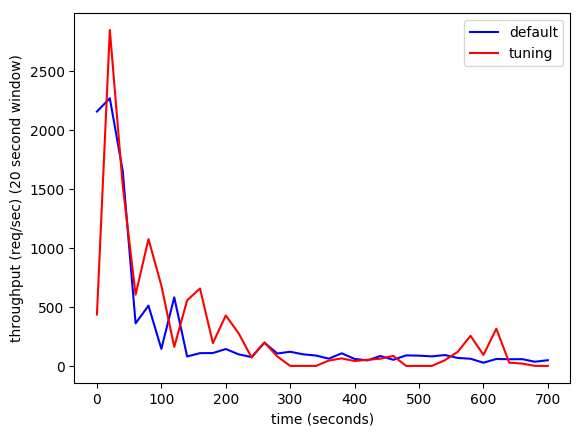 default
tuning
throughput (req/sec) (20 second window)
2500
2000
1500
1000
500
0
0 100 200 300 400 500 600 700
time (seconds)